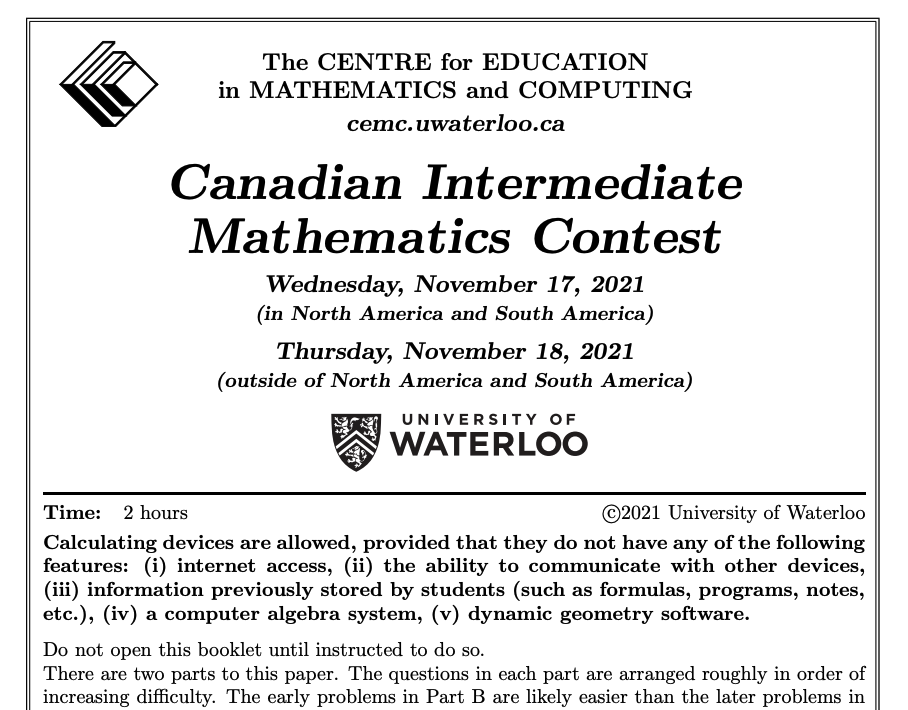 The CENTRE for EDUCATION
in MATHEMATICS and COMPUTING
cemc.uwaterloo.ca
Canadian Intermediate
Mathematics Contest
Wednesday, November 17, 2021
(in North America and South America)
Thursday, November 18, 2021
(outside of North America and South America)
UNIVERSITY OF
WATERLOO
Time: 2 hours ©2021 University of Waterloo
Calculating devices are allowed, provided that they do not have any of the following
features: (i) internet access, (ii) the ability to communicate with other devices,
(iii) information previously stored by students (such as formulas, programs, notes,
etc.), (iv) a computer algebra system, (v) dynamic geometry software.
Do not open this booklet until instructed to do so.
There are two parts to this paper. The questions in each part are arranged roughly in order of
increasing difficulty. The early problems in Part B are likely easier than the later problems in